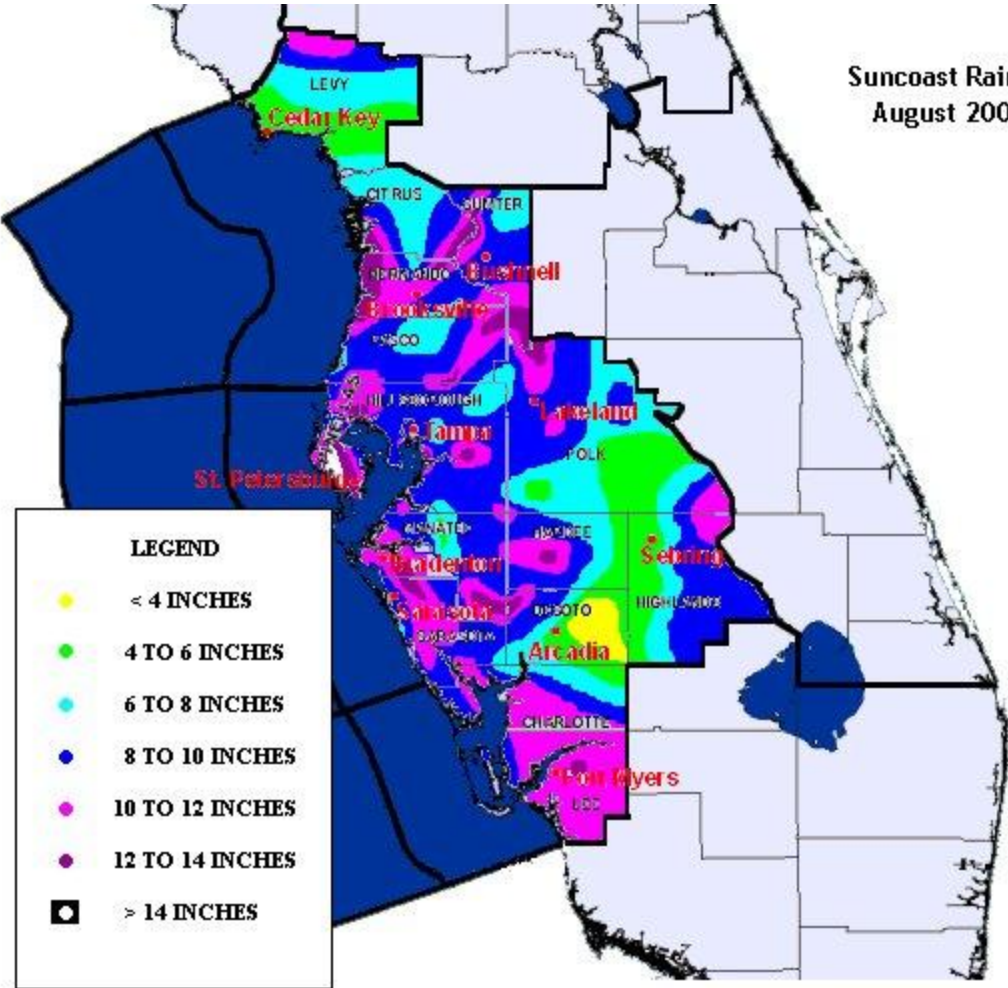 Suncoast Rai
August 200
LEVY
Cedar Key
CITRUS
SUMTER
HERNANDO
Bushnell
Brooksville
PASCO
HILLSBOROUGH
Lakeland
Tampa
POLK
St. Petersburg
MANATEE
HARDEE
Bradenton
Sebring
Sarasota
DESOTO
HIGHLANDS
SARASOTA
Arcadia
CHARLOTTE
Fort Myers
LEE
LEGEND
< 4 INCHES
4 TO 6 INCHES
6 TO 8 INCHES
8 TO 10 INCHES
10 TO 12 INCHES
12 TO 14 INCHES
> 14 INCHES